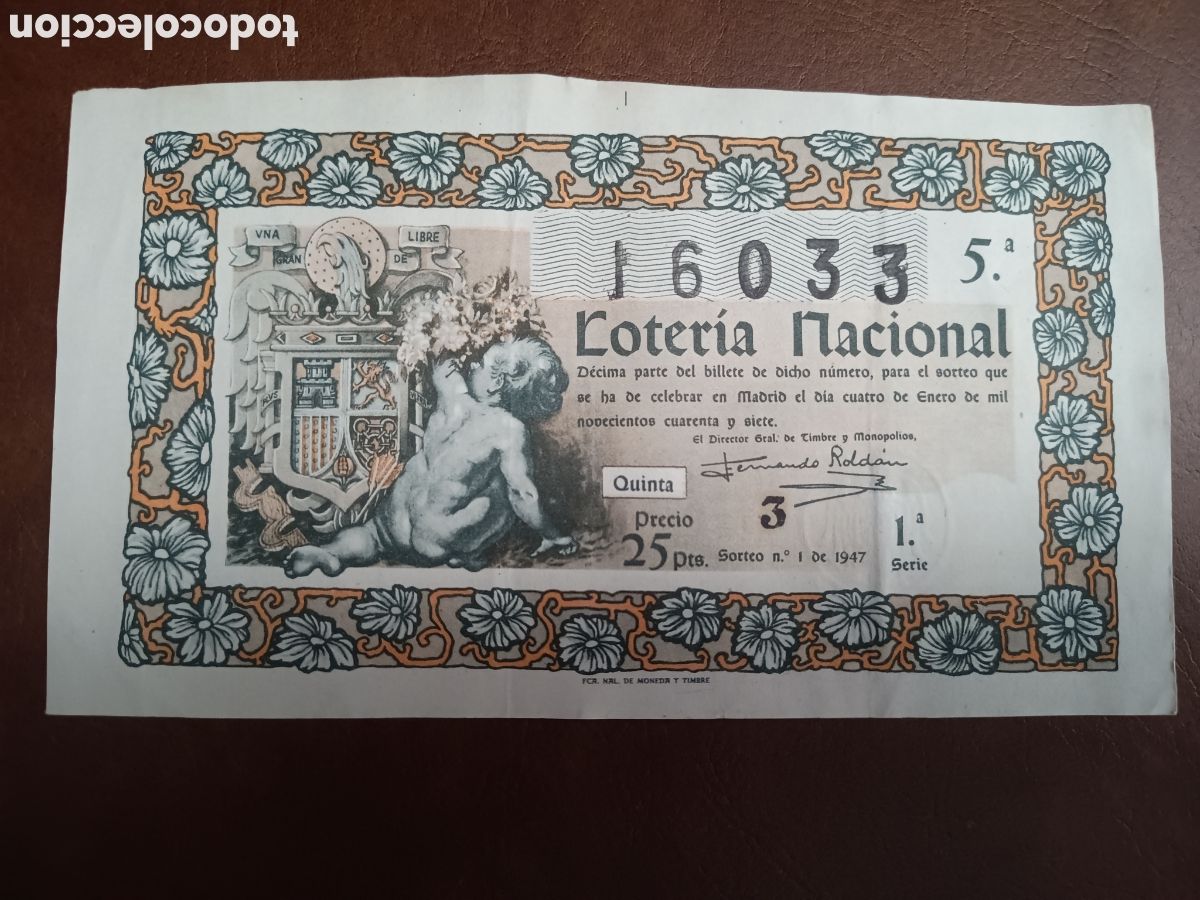 todocoleccion
VNA
LIBRE
GRAN
DE
16033
5.ª
Lotería Nacional
Décima parte del billete de dicho número, para el sorteo que
se ha de celebrar en Madrid el día cuatro de Enero de mil
novecientos cuarenta y siete.
El Director Gral. de Timbre y Monopolios,
Fernando Roldán
Quinta
Precio
25 Pts.
3
Sorteo n.º 1 de 1947
1.ª
Serie
FCA. NAL. DE MONEDA Y TIMBRE